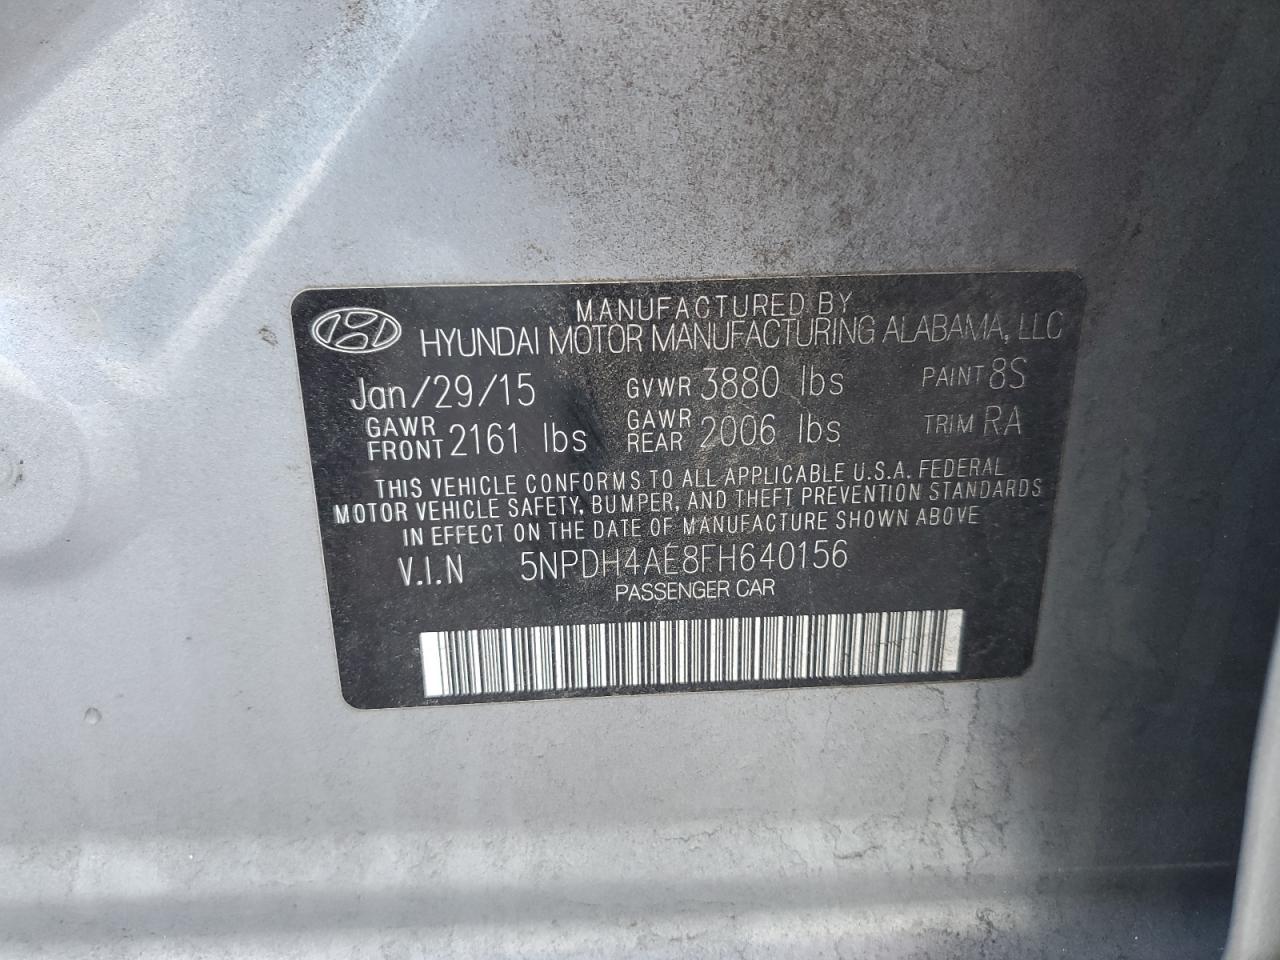 MANUFACTURED BY
HYUNDAI MOTOR MANUFACTURING ALABAMA, LLC
Jan/29/15 GVWR 3880 lbs PAINT 8S
GAWR FRONT 2161 lbs GAWR REAR 2006 lbs TRIM RA
THIS VEHICLE CONFORMS TO ALL APPLICABLE U.S.A. FEDERAL
MOTOR VEHICLE SAFETY, BUMPER, AND THEFT PREVENTION STANDARDS
IN EFFECT ON THE DATE OF MANUFACTURE SHOWN ABOVE
V.I.N 5NPDH4AE8FH640156
PASSENGER CAR